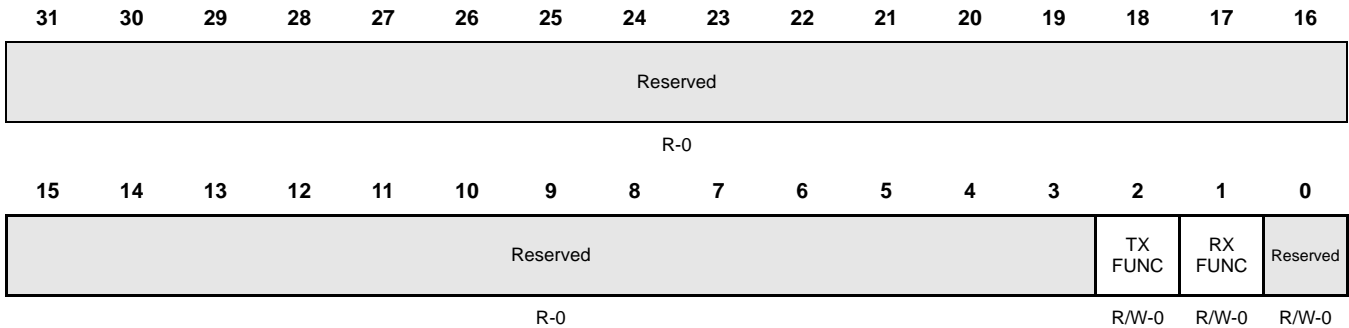 31 30 29 28 27 26 25 24 23 22 21 20 19 18 17 16
Reserved
R-0
15 14 13 12 11 10 9 8 7 6 5 4 3 2 1 0
Reserved TX FUNC RX FUNC Reserved
R-0 R/W-0 R/W-0 R/W-0